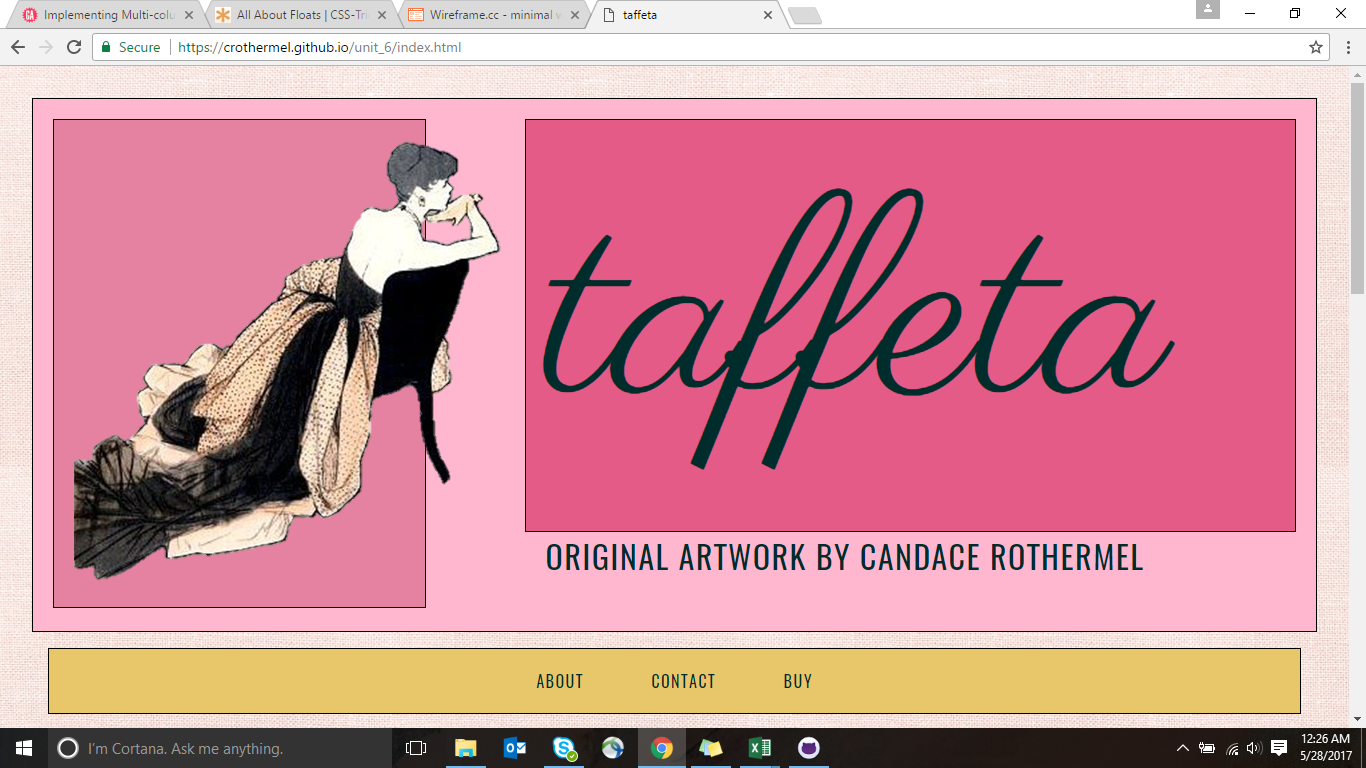 Implementing Multi-colu
All About Floats | CSS-Tri
Wireframe.cc - minimal w
taffeta
Secure
https://crothermel.github.io/unit_6/index.html
taffeta
ORIGINAL ARTWORK BY CANDACE ROTHERMEL
ABOUT CONTACT BUY
I'm Cortana. Ask me anything.
12:26 AM
5/28/2017